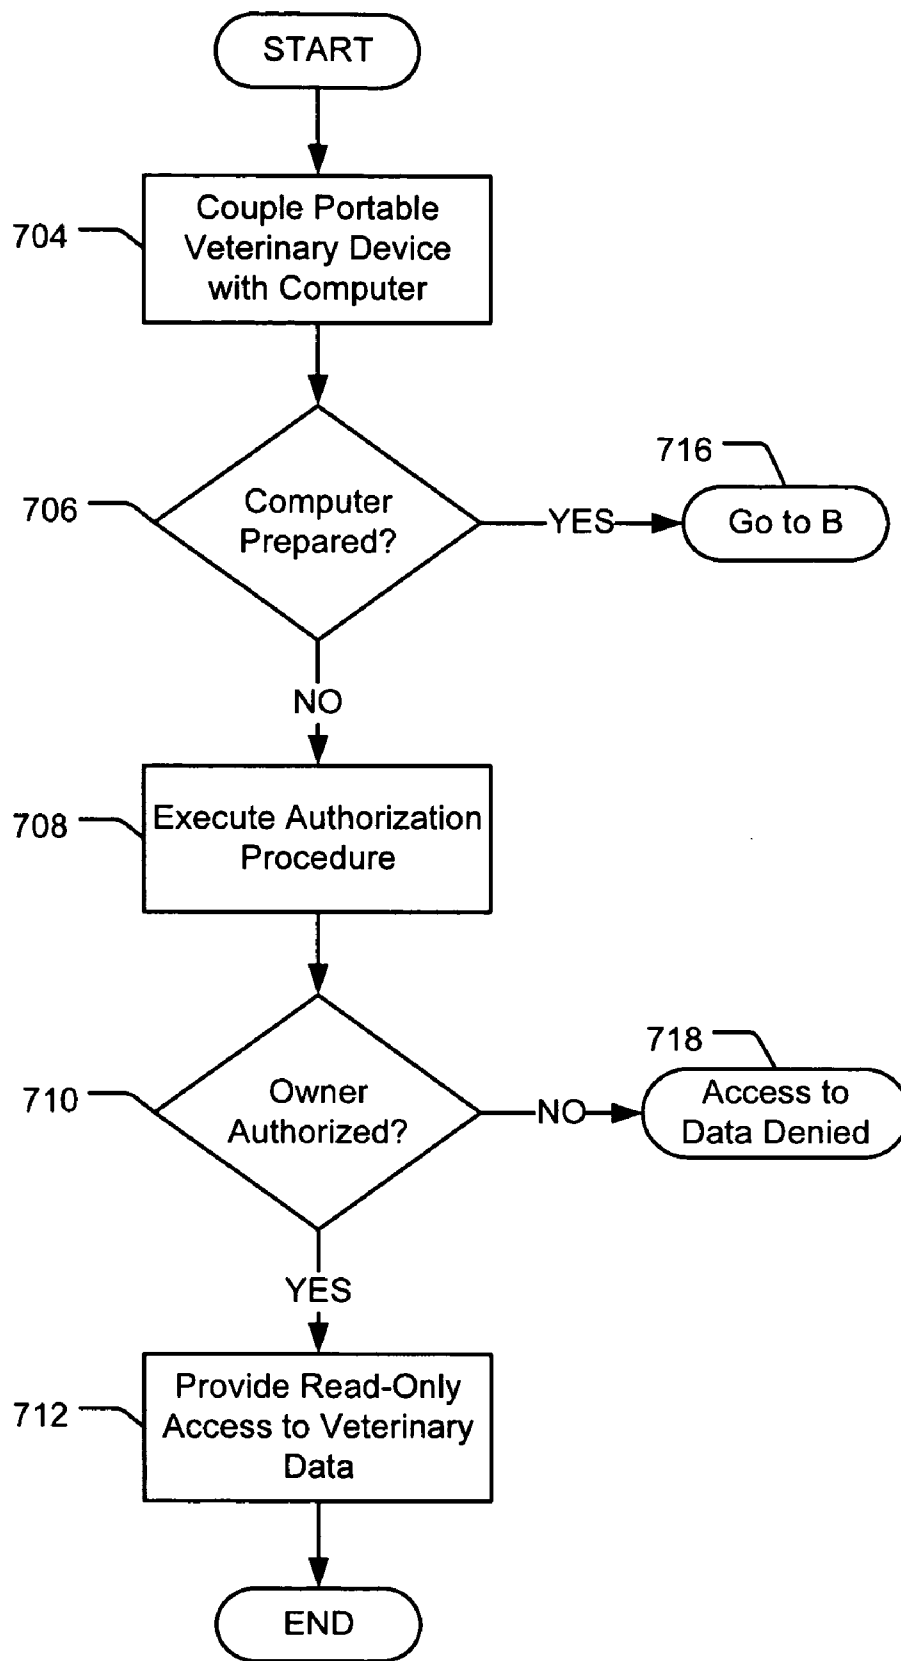 START
704
Couple Portable
Veterinary Device
with Computer
706
Computer
Prepared?
YES
716
Go to B
NO
708
Execute Authorization
Procedure
710
Owner
Authorized?
NO
718
Access to
Data Denied
YES
712
Provide Read-Only
Access to Veterinary
Data
END